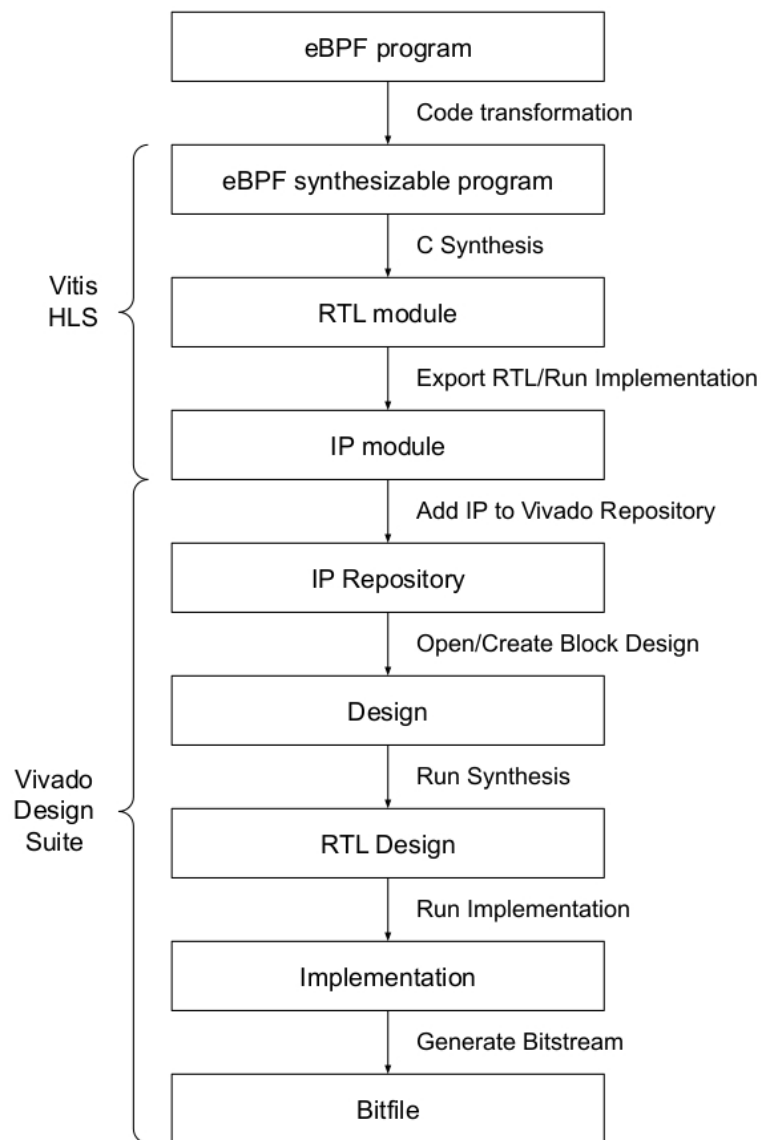 eBPF program
Code transformation
eBPF synthesizable program
C Synthesis
Vitis
HLS
RTL module
Export RTL/Run Implementation
IP module
Add IP to Vivado Repository
IP Repository
Open/Create Block Design
Design
Run Synthesis
Vivado
Design
Suite
RTL Design
Run Implementation
Implementation
Generate Bitstream
Bitfile